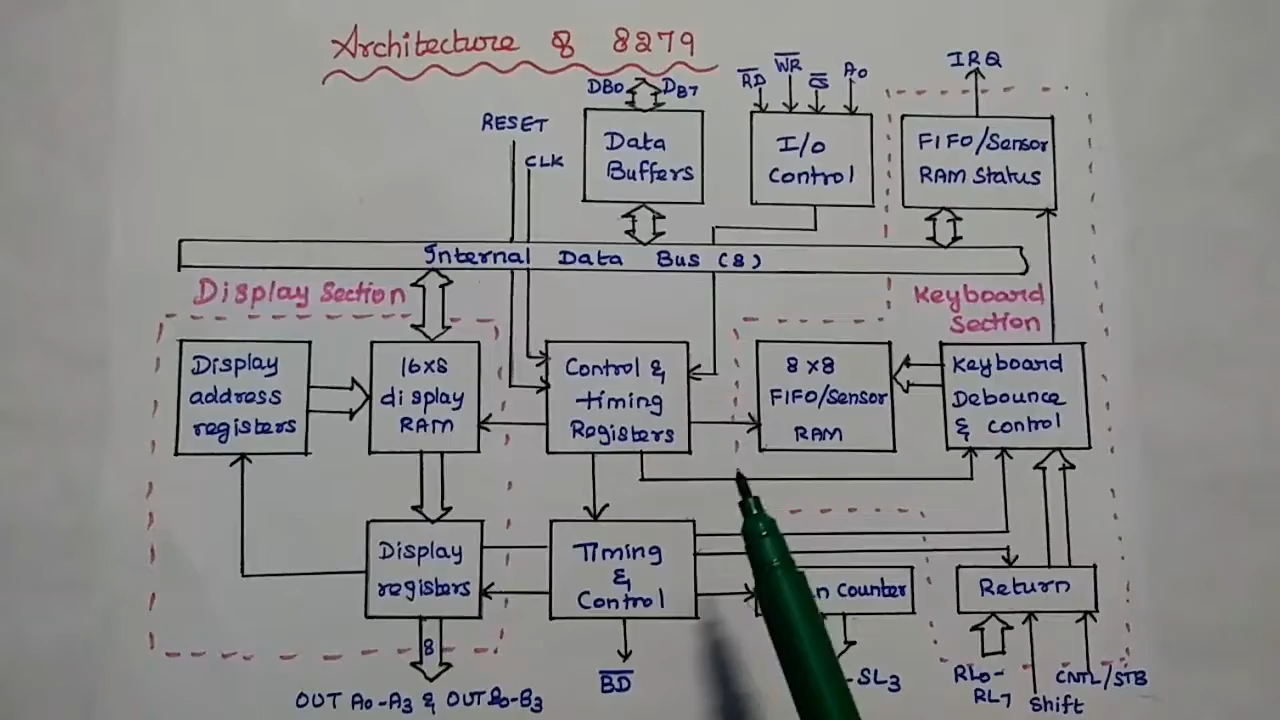 Architecture of 8279
DB0 DB7
RD
WR
CS
A0
IRQ
RESET
CLK
Data
Buffers
I/O
Control
FIFO/Sensor
RAM Status
Internal Data Bus (8)
Display Section
Keyboard
Section
Display
address
registers
16x8
display
RAM
Control &
timing
Registers
8x8
FIFO/Sensor
RAM
Keyboard
Debounce
& control
Display
registers
Timing
&
Control
counter
Return
8
BD
SL3
RL0-
RL7
Shift
CNTL/STB
OUT A0-A3 & OUT B0-B3